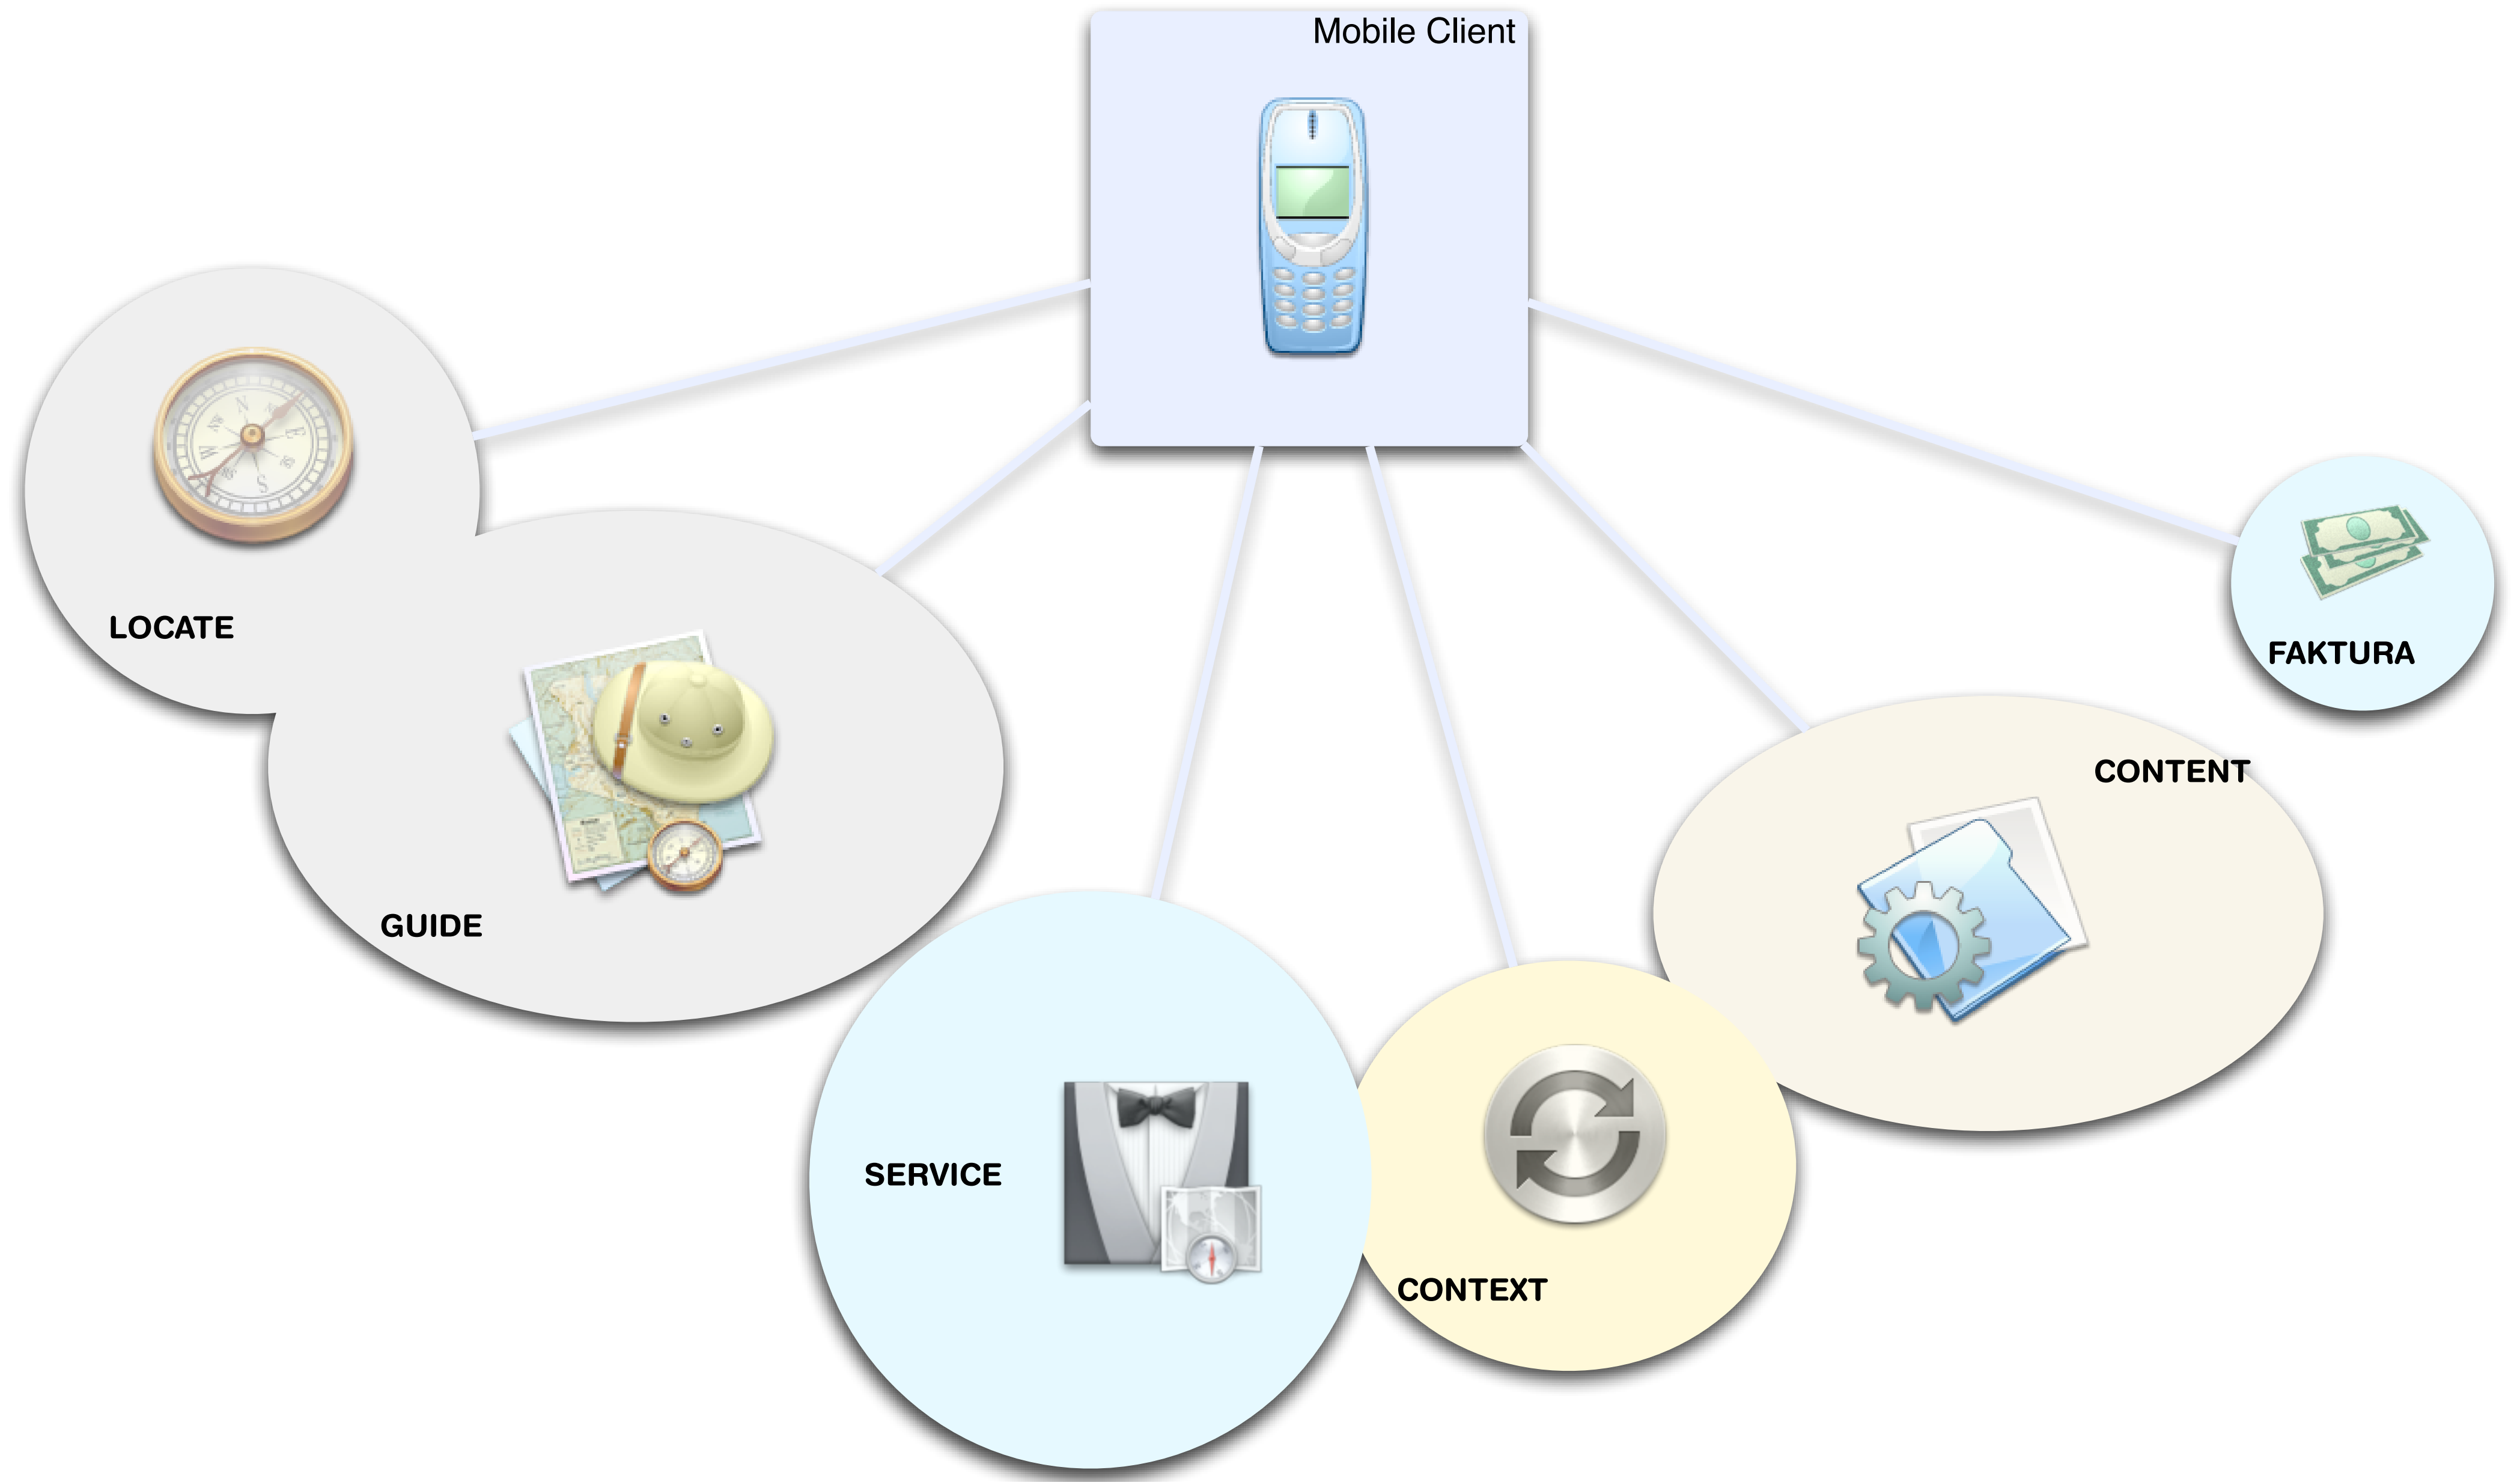 Mobile Client
LOCATE
GUIDE
SERVICE
CONTEXT
CONTENT
FAKTURA